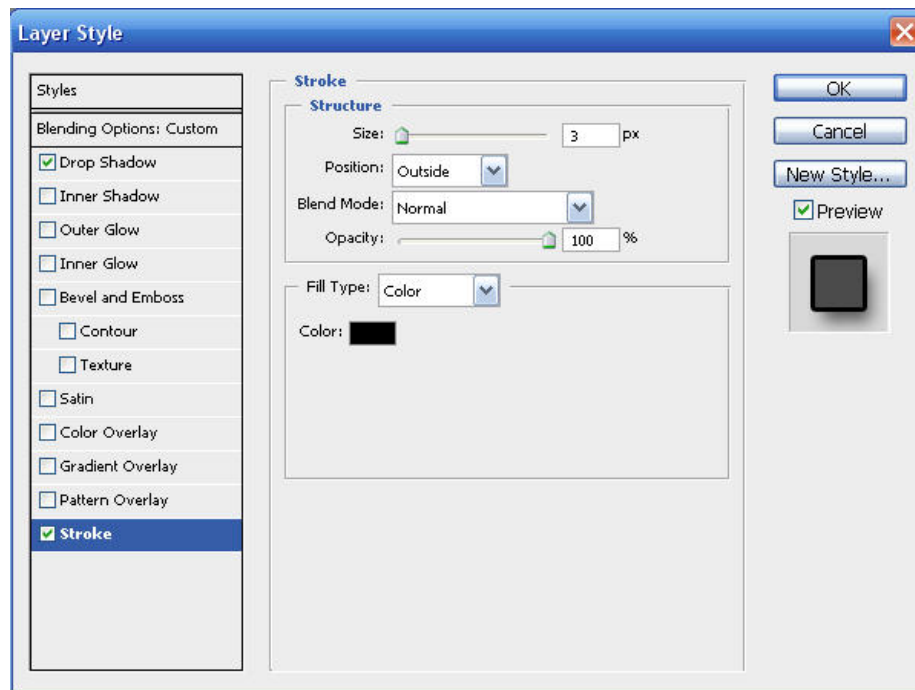 Layer Style
Styles
Blending Options: Custom
Drop Shadow
Inner Shadow
Outer Glow
Inner Glow
Bevel and Emboss
Contour
Texture
Satin
Color Overlay
Gradient Overlay
Pattern Overlay
Stroke
Stroke
Structure
Size: 3 px
Position: Outside
Blend Mode: Normal
Opacity: 100 %
Fill Type: Color
Color:
OK
Cancel
New Style...
Preview